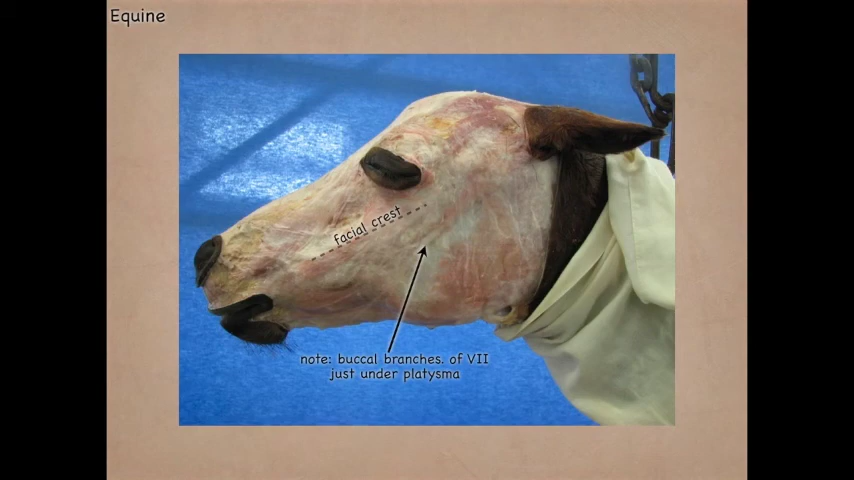 Equine
facial crest
note: buccal branches. of VII
just under platysma